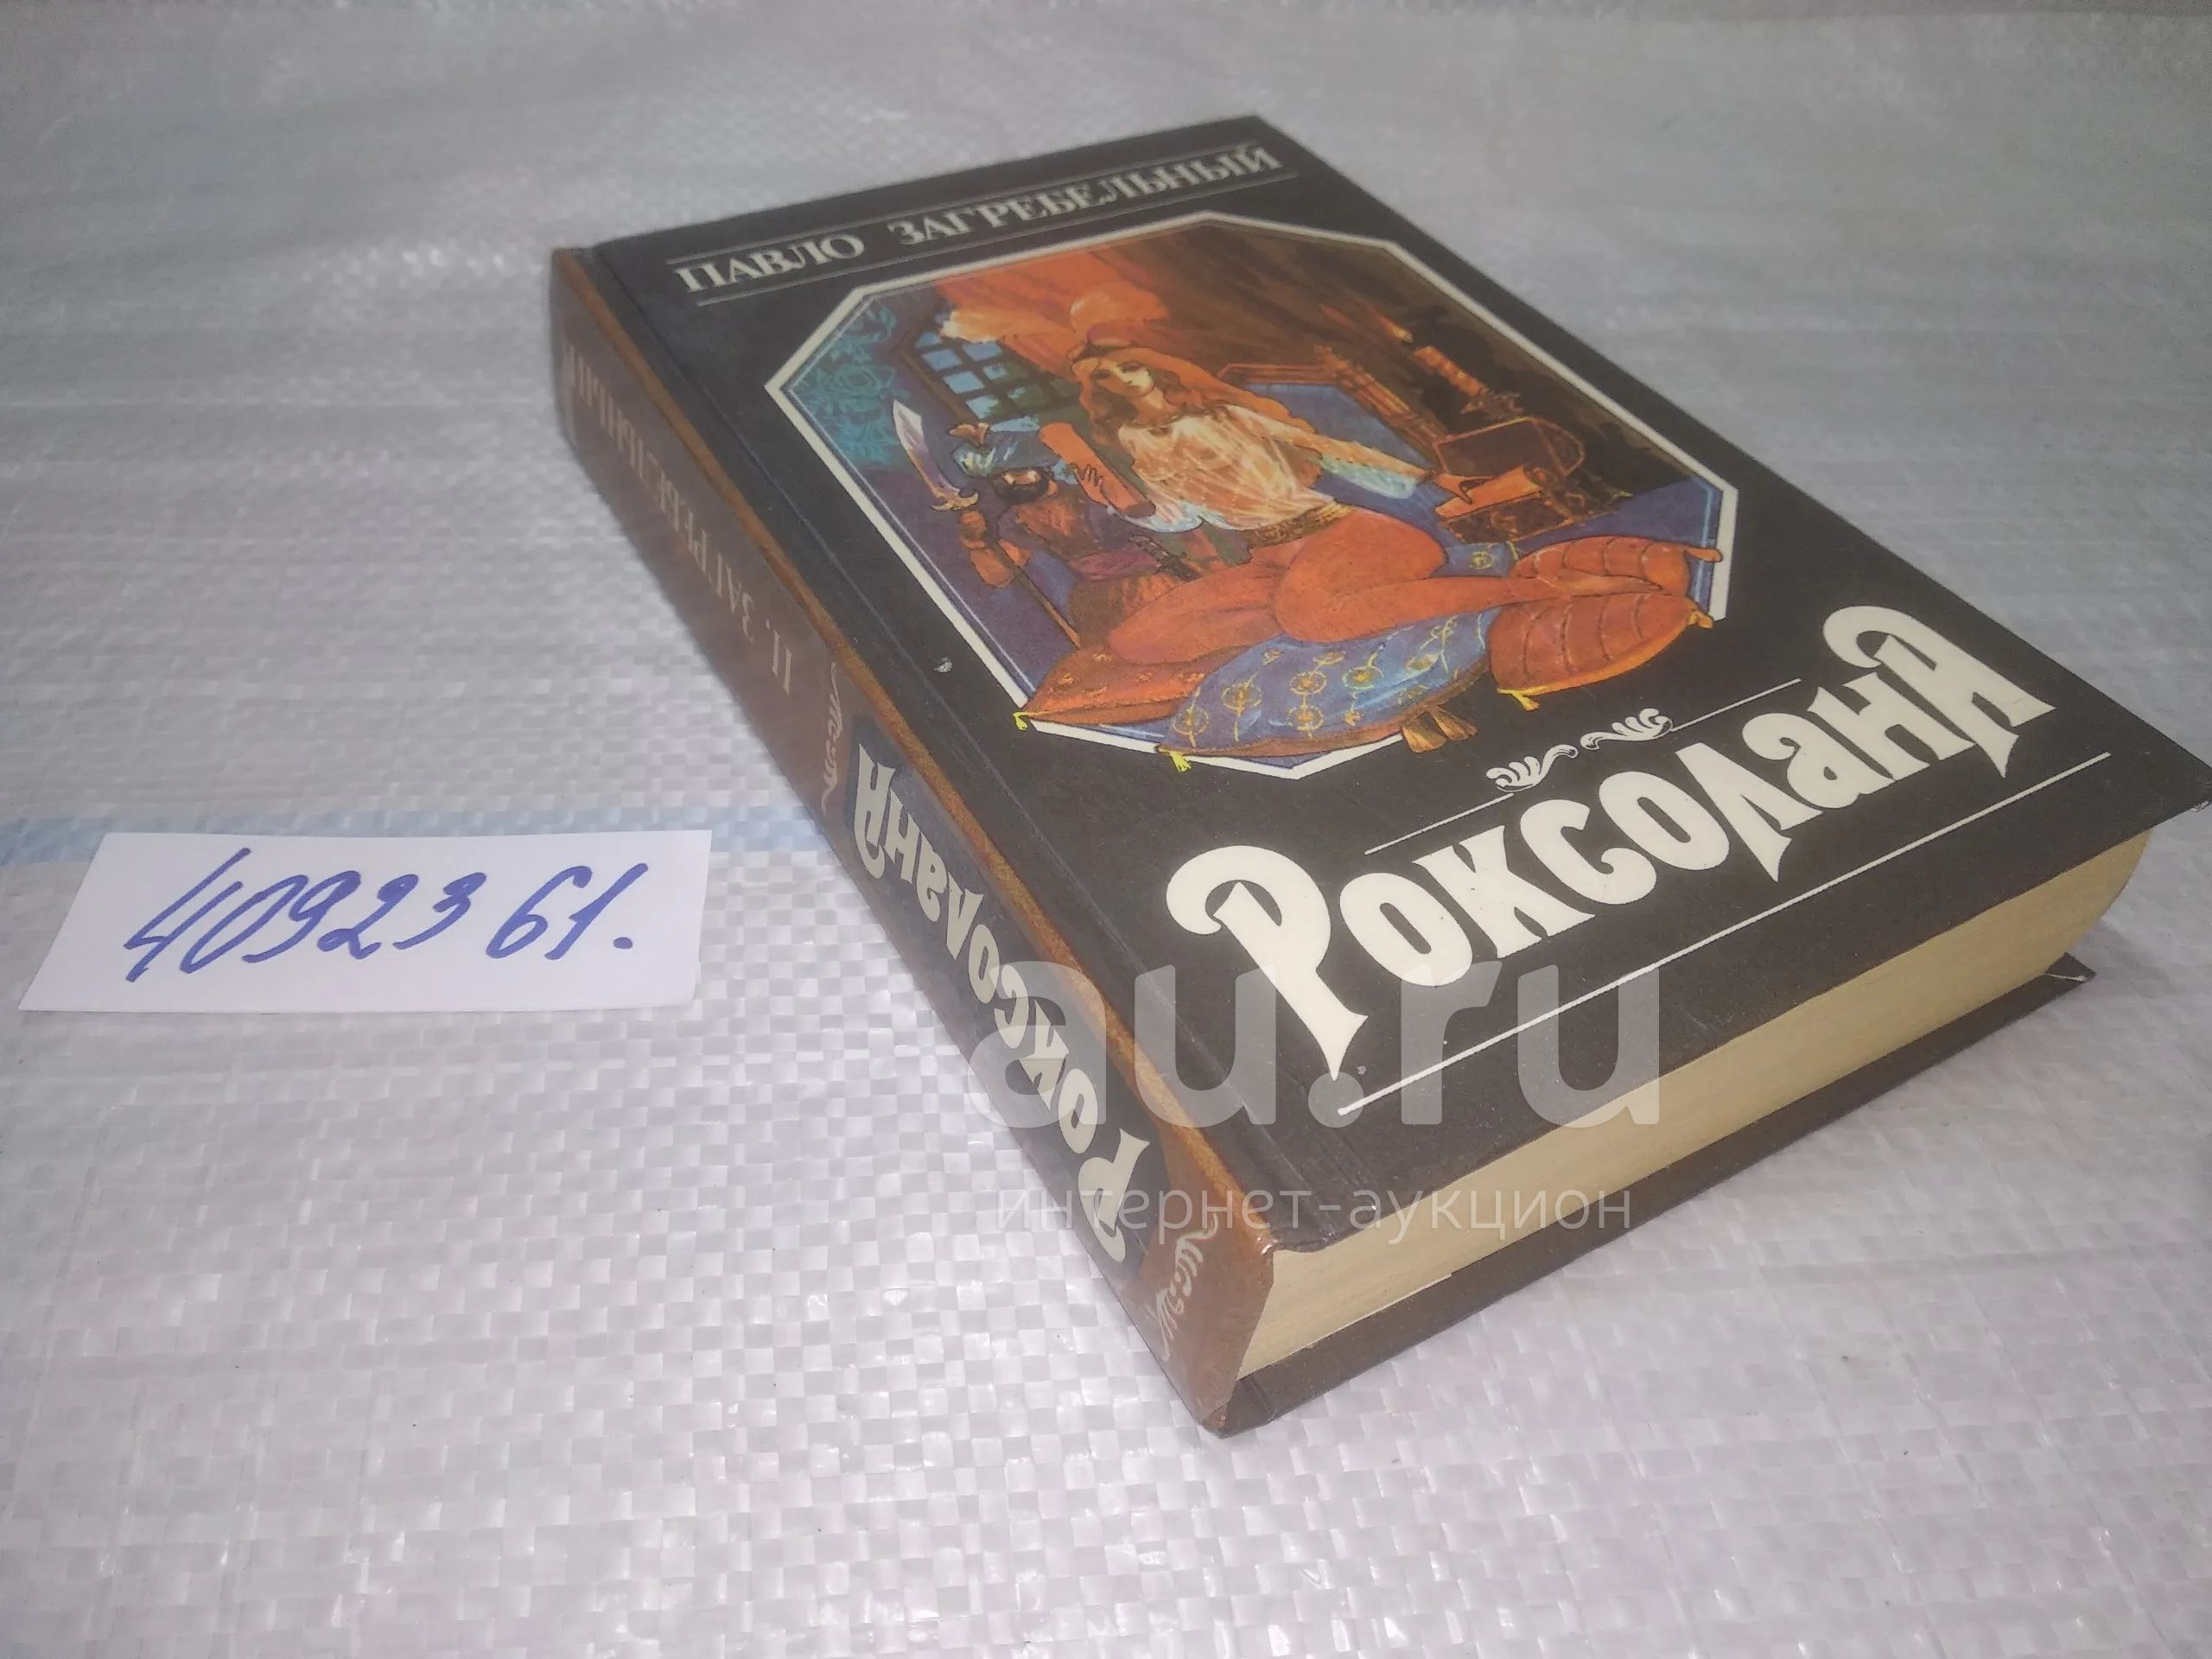 ПАВЛО ЗАГРЕБЕЛЬНЫЙ
РОКСОЛАНА
П. ЗАГРЕБЕЛЬНЫЙ
РОКСОЛАНА
4092361.
au.ru
интернет-аукцион